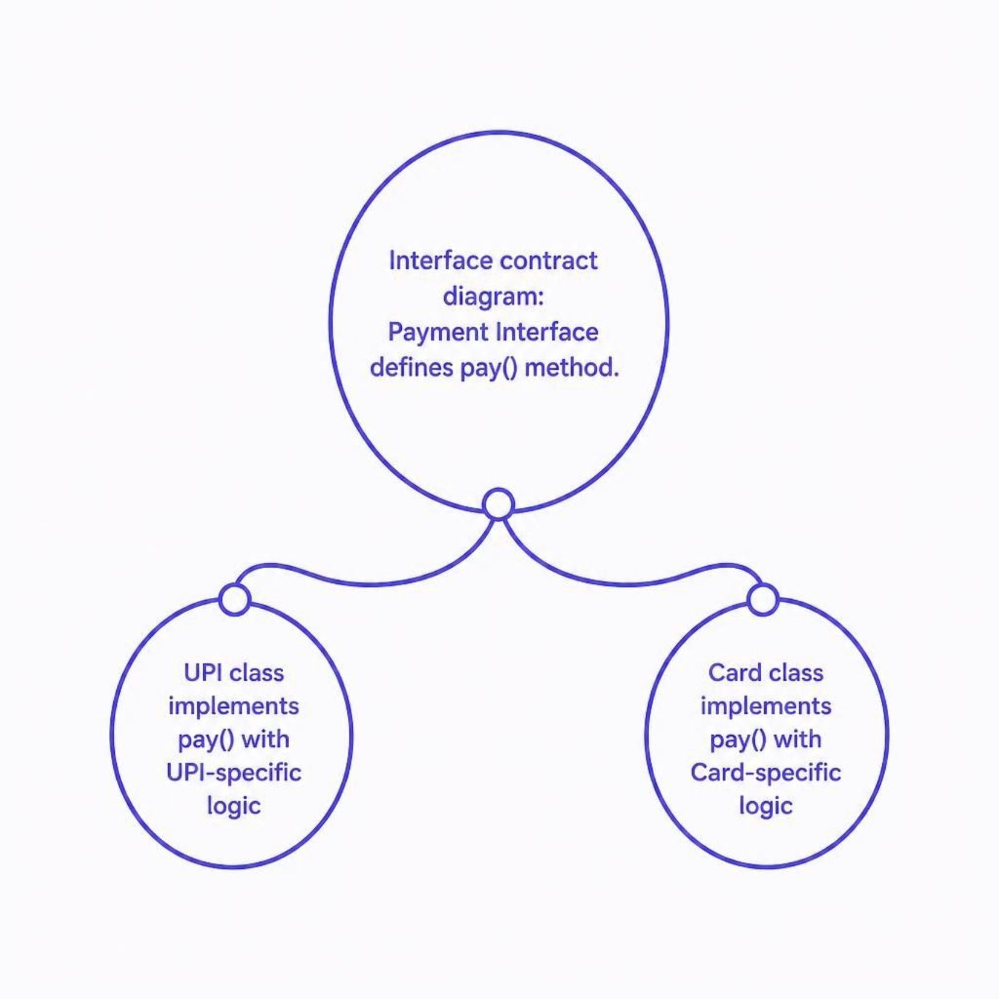 Interface contract
diagram:
Payment Interface
defines pay() method.
UPI class
implements
pay() with
UPI-specific
logic
Card class
implements
pay() with
Card-specific
logic